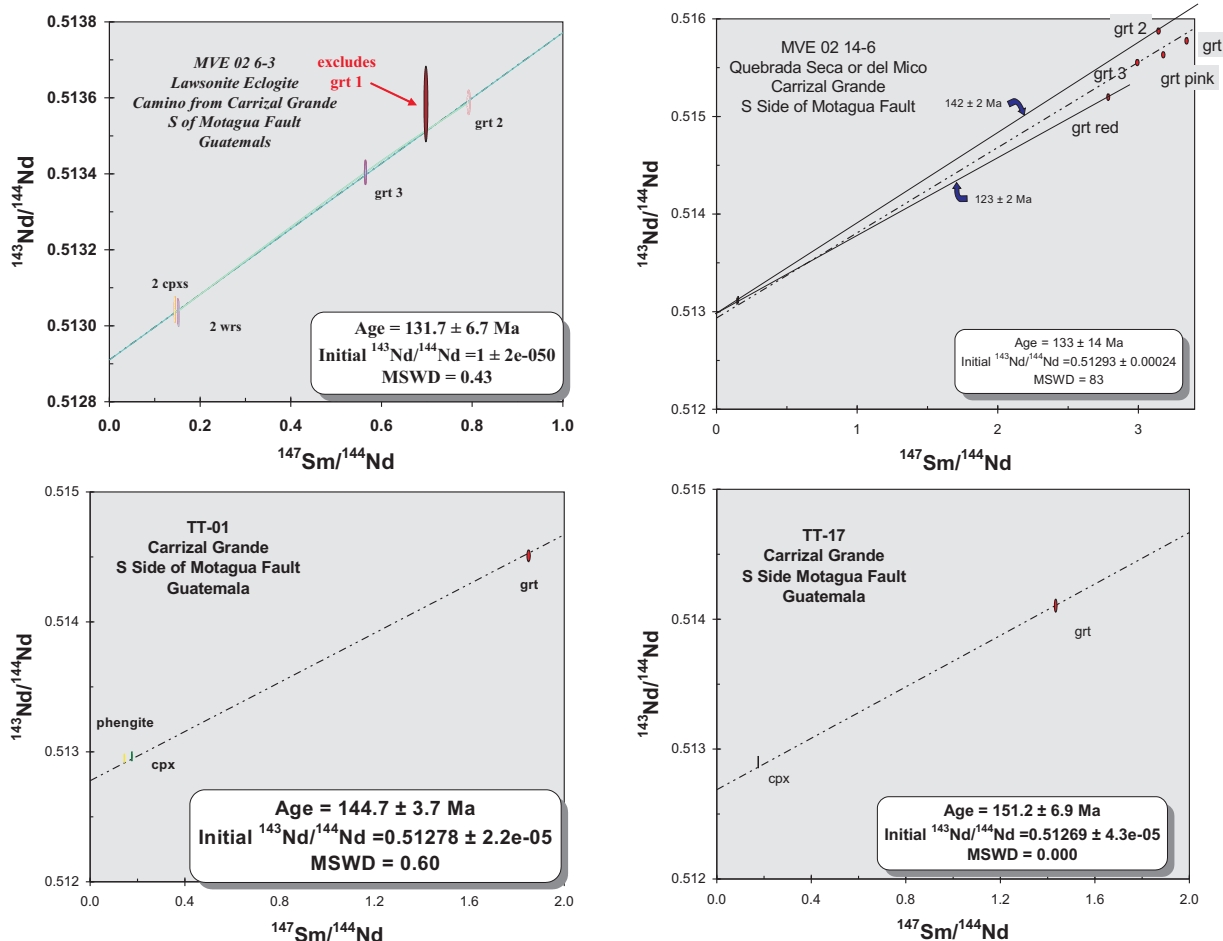 0.5138
0.5137
0.5136
0.5134
0.5132
0.5130
0.5128
0.0
0.2
0.4
0.6
0.8
1.0
143Nd/144Nd
147Sm/144Nd
MVE 02 6-3
Lawsonite Eclogite
Camino from Carrizal Grande
S of Motagua Fault
Guatemals
excludes
grt 1
grt 2
grt 3
2 cpxs
2 wrs
Age = 131.7 ± 6.7 Ma
Initial 143Nd/144Nd =1 ± 2e-050
MSWD = 0.43
0.516
0.515
0.514
0.513
0.512
0
1
2
3
143Nd/144Nd
147Sm/144Nd
MVE 02 14-6
Quebrada Seca or del Mico
Carrizal Grande
S Side of Motagua Fault
grt 2
grt
grt 3
grt pink
grt red
142 ± 2 Ma
123 ± 2 Ma
Age = 133 ± 14 Ma
Initial 143Nd/144Nd =0.51293 ± 0.00024
MSWD = 83
0.515
0.514
0.513
0.512
0.0
0.4
0.8
1.2
1.6
2.0
143Nd/144Nd
147Sm/144Nd
TT-01
Carrizal Grande
S Side of Motagua Fault
Guatemala
grt
phengite
cpx
Age = 144.7 ± 3.7 Ma
Initial 143Nd/144Nd =0.51278 ± 2.2e-05
MSWD = 0.60
0.515
0.514
0.513
0.512
0.0
0.4
0.8
1.2
1.6
2.0
143Nd/144Nd
147Sm/144Nd
TT-17
Carrizal Grande
S Side Motagua Fault
Guatemala
grt
cpx
Age = 151.2 ± 6.9 Ma
Initial 143Nd/144Nd =0.51269 ± 4.3e-05
MSWD = 0.000